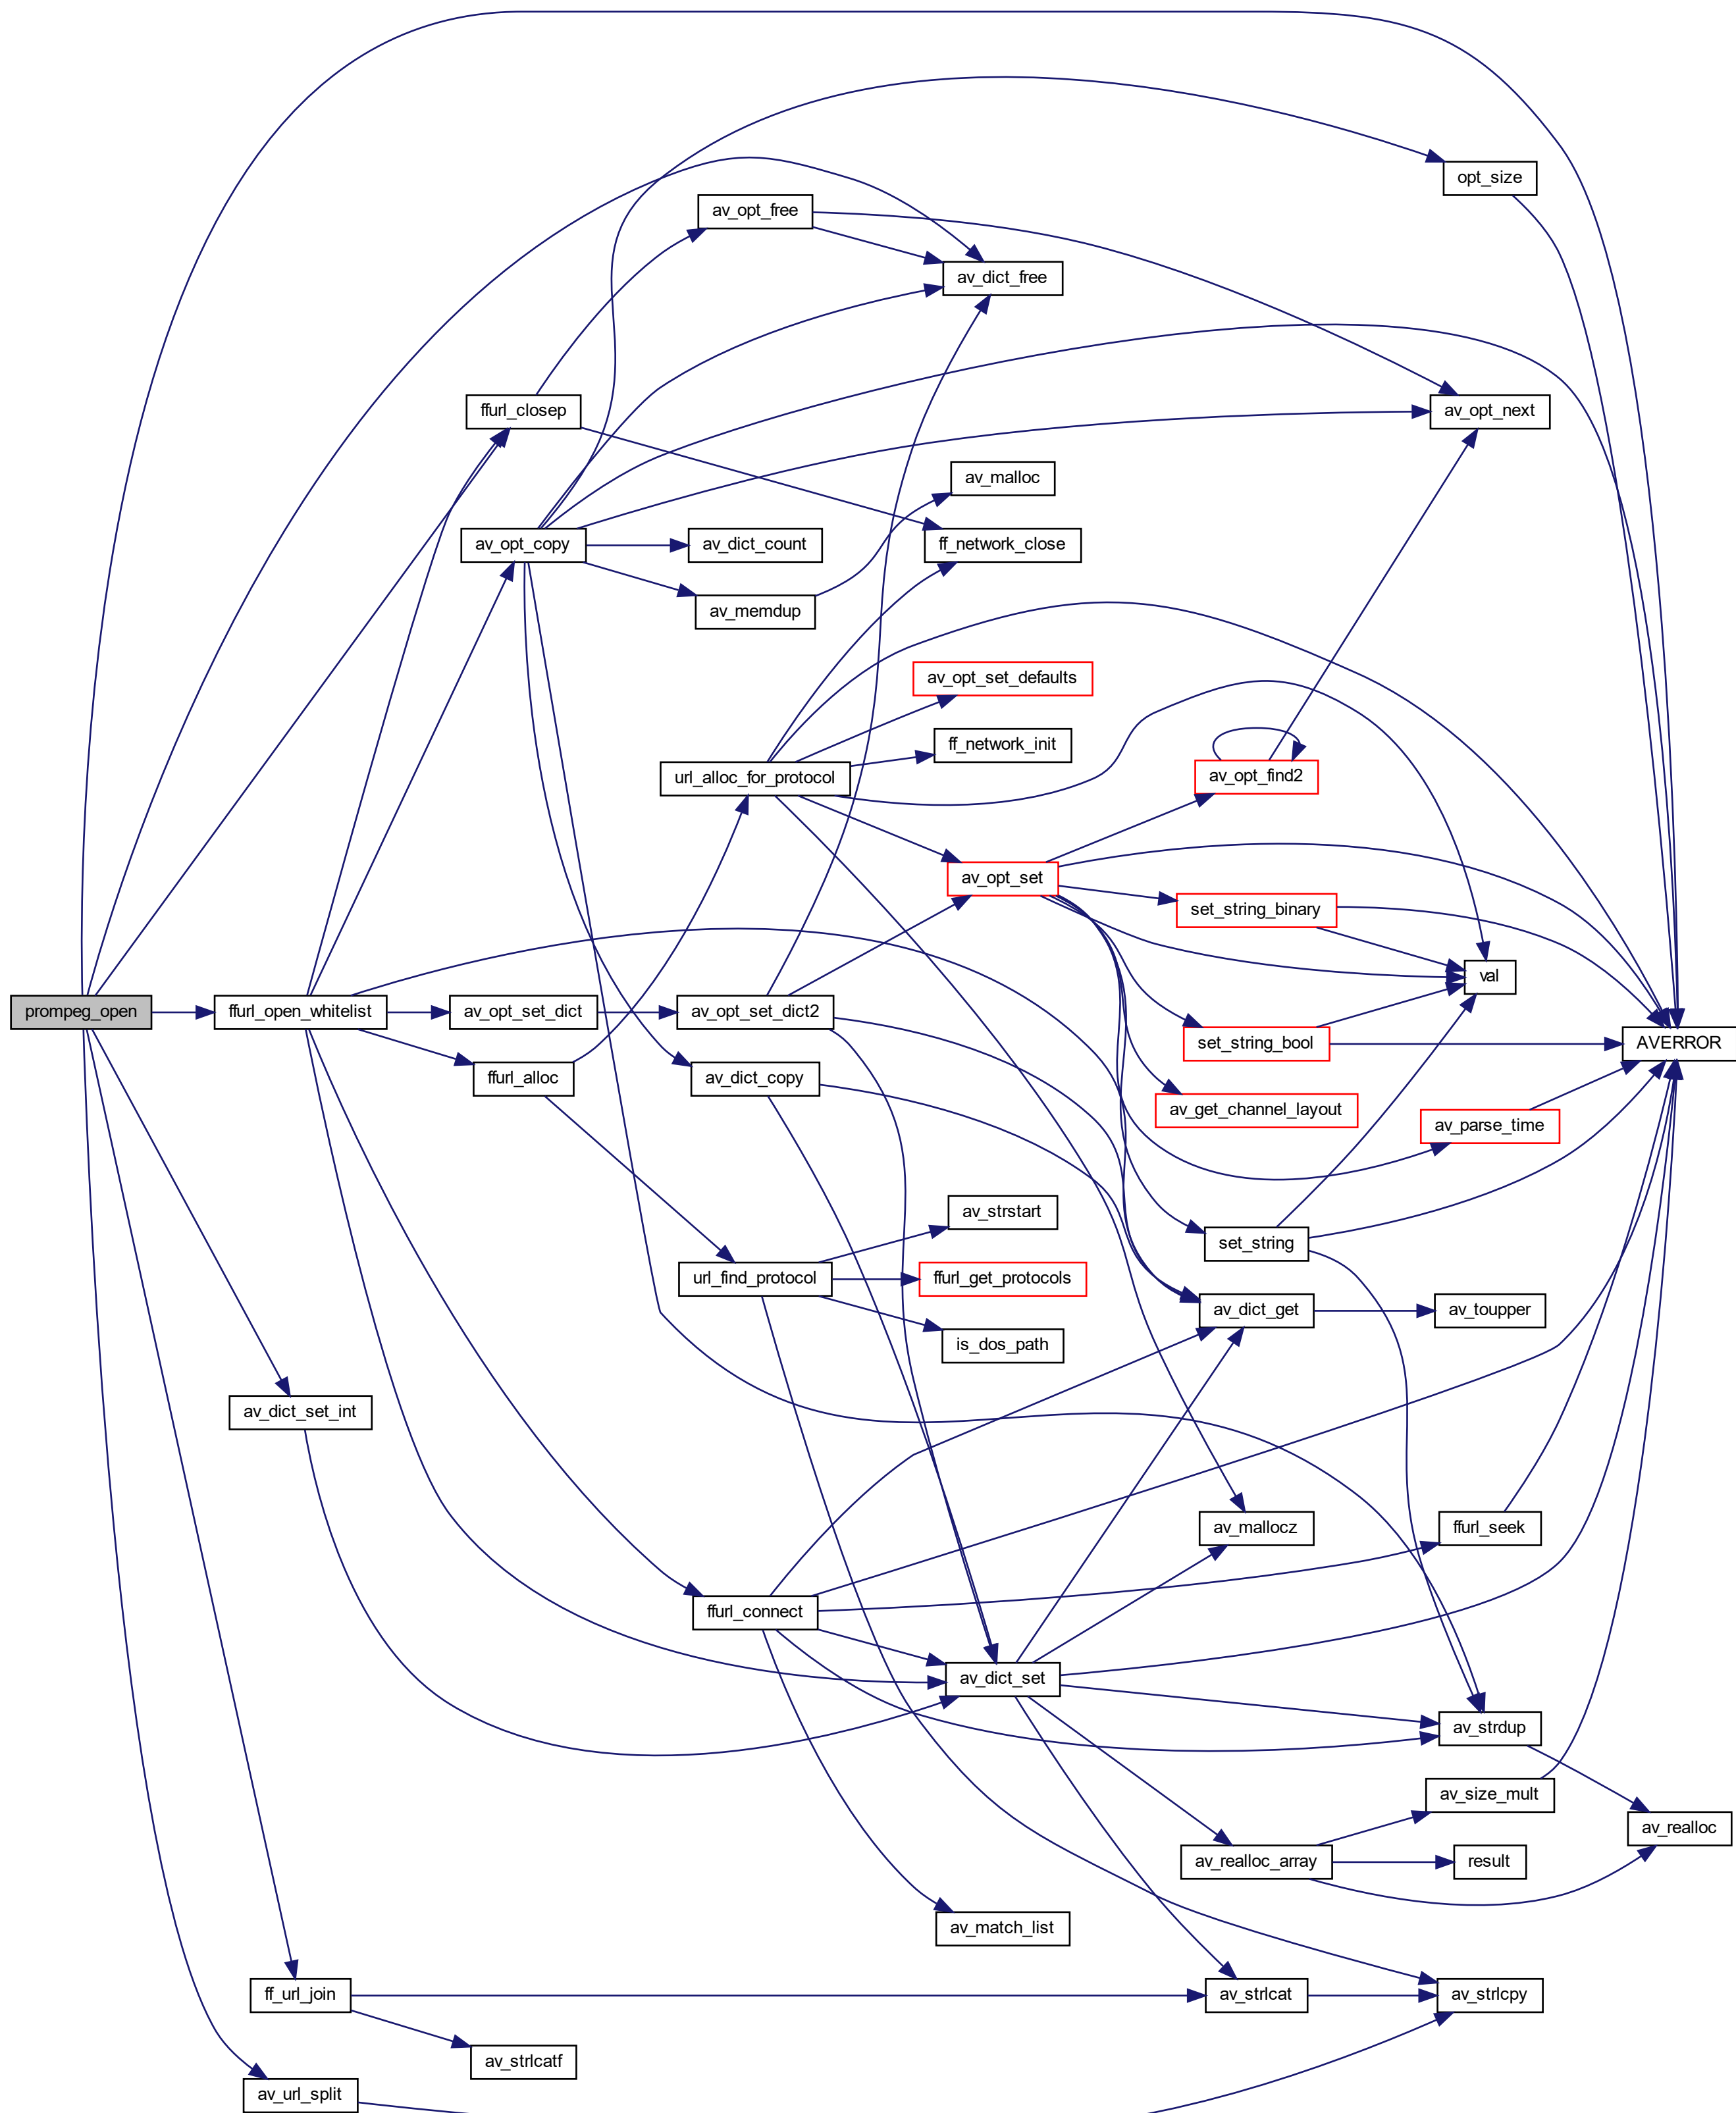 opt_size
av_opt_free
av_dict_free
ffurl_closep
av_opt_next
av_malloc
av_opt_copy
av_dict_count
ff_network_close
av_memdup
av_opt_set_defaults
ff_network_init
url_alloc_for_protocol
av_opt_find2
av_opt_set
set_string_binary
val
prompeg_open
ffurl_open_whitelist
av_opt_set_dict
av_opt_set_dict2
set_string_bool
AVERROR
ffurl_alloc
av_dict_copy
av_get_channel_layout
av_parse_time
av_strstart
set_string
url_find_protocol
ffurl_get_protocols
av_dict_get
av_toupper
is_dos_path
av_dict_set_int
av_mallocz
ffurl_seek
ffurl_connect
av_dict_set
av_strdup
av_size_mult
av_realloc
av_realloc_array
result
av_match_list
ff_url_join
av_strlcat
av_strlcpy
av_strlcatf
av_url_split